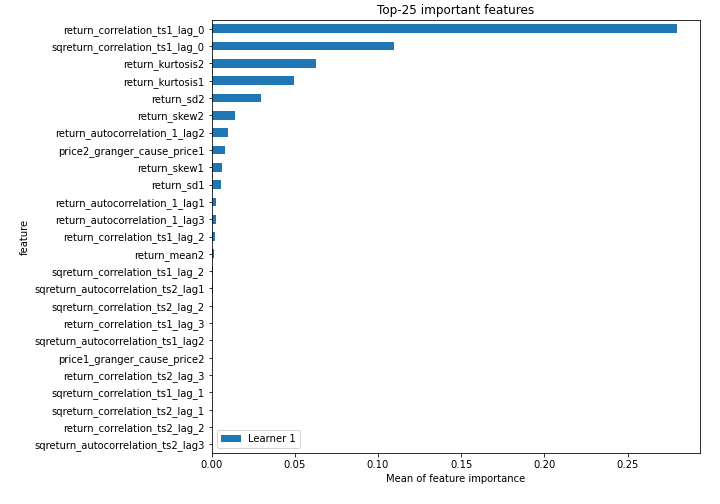 Top-25 important features
return_correlation_ts1_lag_0
sqreturn_correlation_ts1_lag_0
return_kurtosis2
return_kurtosis1
return_sd2
return_skew2
return_autocorrelation_1_lag2
price2_granger_cause_price1
return_skew1
return_sd1
return_autocorrelation_1_lag1
return_autocorrelation_1_lag3
return_correlation_ts1_lag_2
return_mean2
sqreturn_correlation_ts1_lag_2
sqreturn_autocorrelation_ts2_lag1
sqreturn_correlation_ts2_lag_2
return_correlation_ts1_lag_3
sqreturn_autocorrelation_ts1_lag2
price1_granger_cause_price2
return_correlation_ts2_lag_3
sqreturn_correlation_ts1_lag_1
sqreturn_correlation_ts2_lag_1
return_correlation_ts2_lag_2
sqreturn_autocorrelation_ts2_lag3
feature
Learner 1
0.00 0.05 0.10 0.15 0.20 0.25
Mean of feature importance